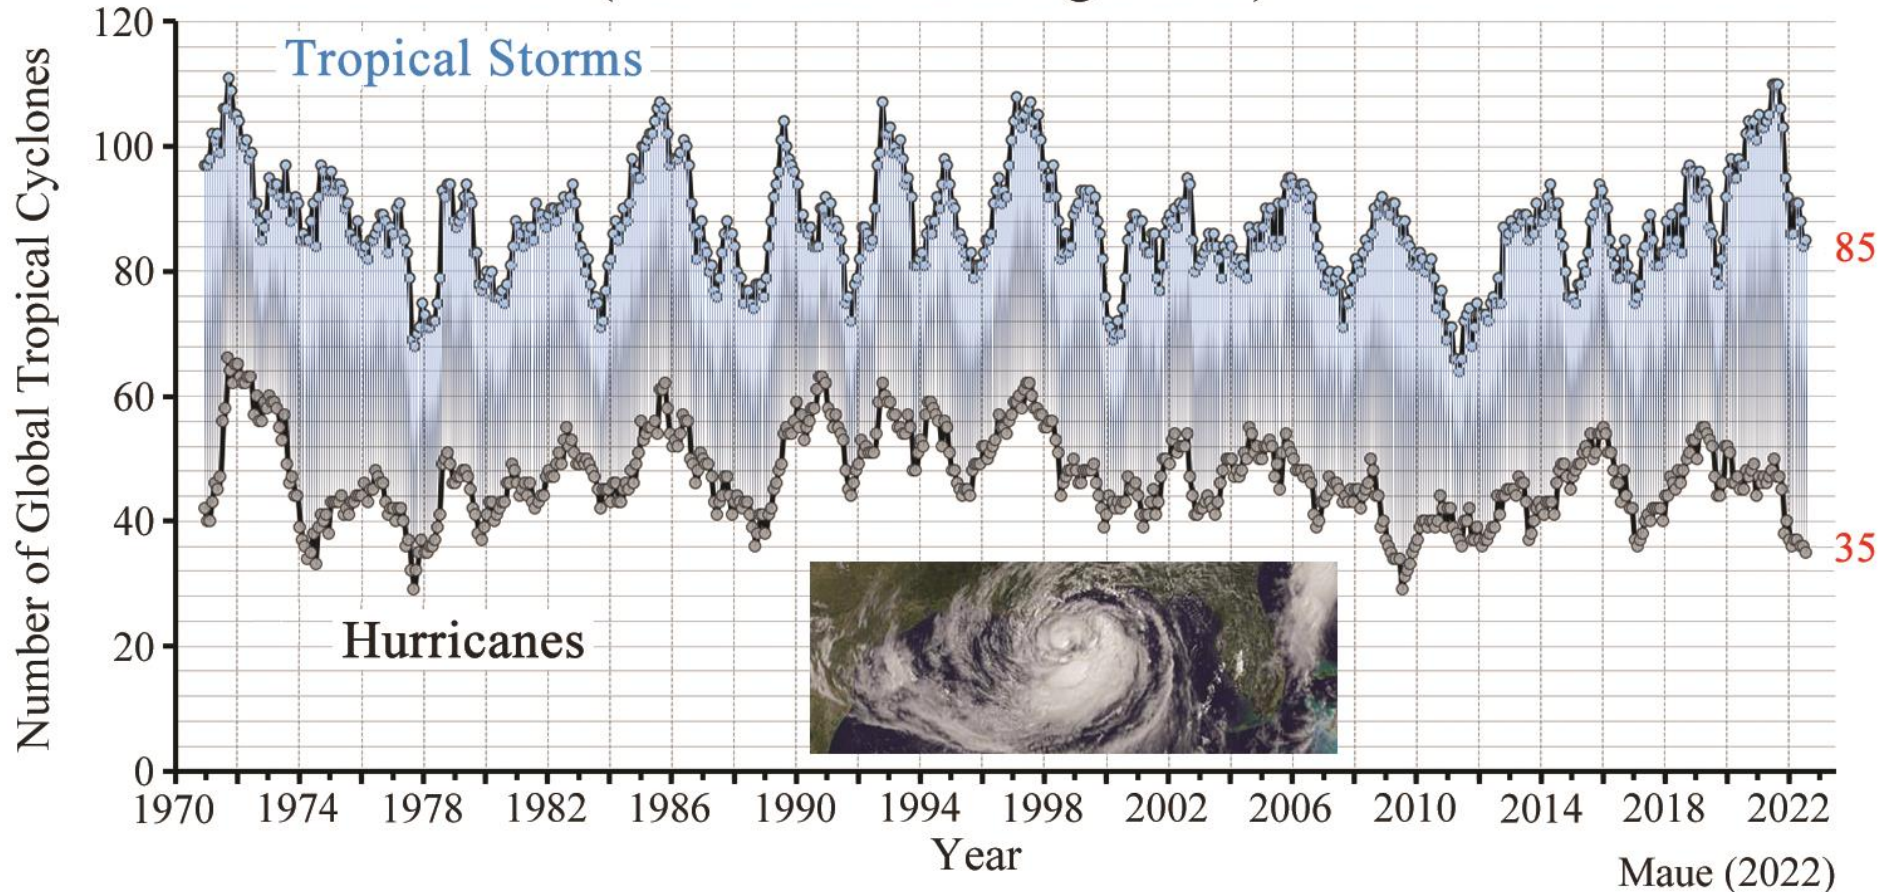 120
100
80
60
40
20
0
Number of Global Tropical Cyclones
Tropical Storms
Hurricanes
85
35
1970 1974 1978 1982 1986 1990 1994 1998 2002 2006 2010 2014 2018 2022
Year
Maue (2022)